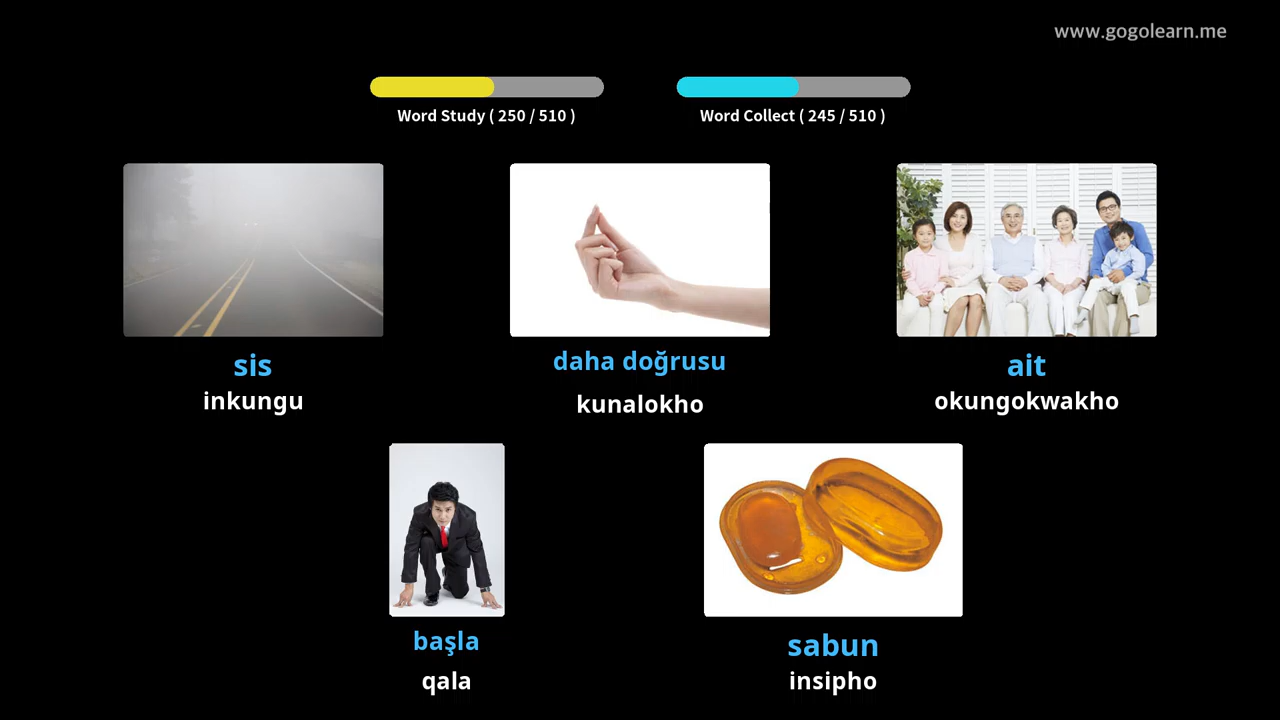 www.gogolearn.me
Word Study ( 250 / 510 )
Word Collect ( 245 / 510 )
sis
inkungu
daha doğrusu
kunalokho
ait
okungokwakho
başla
qala
sabun
insipho